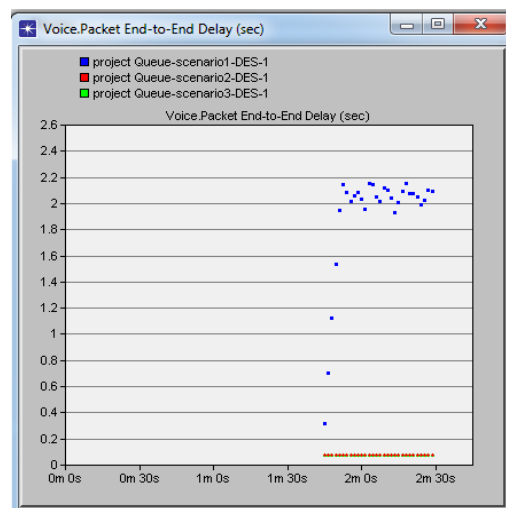 Voice.Packet End-to-End Delay (sec)
project Queue-scenario1-DES-1
project Queue-scenario2-DES-1
project Queue-scenario3-DES-1
Voice.Packet End-to-End Delay (sec)
2.6
2.4
2.2
2
1.8
1.6
1.4
1.2
1
0.8
0.6
0.4
0.2
0
0m 0s 0m 30s 1m 0s 1m 30s 2m 0s 2m 30s